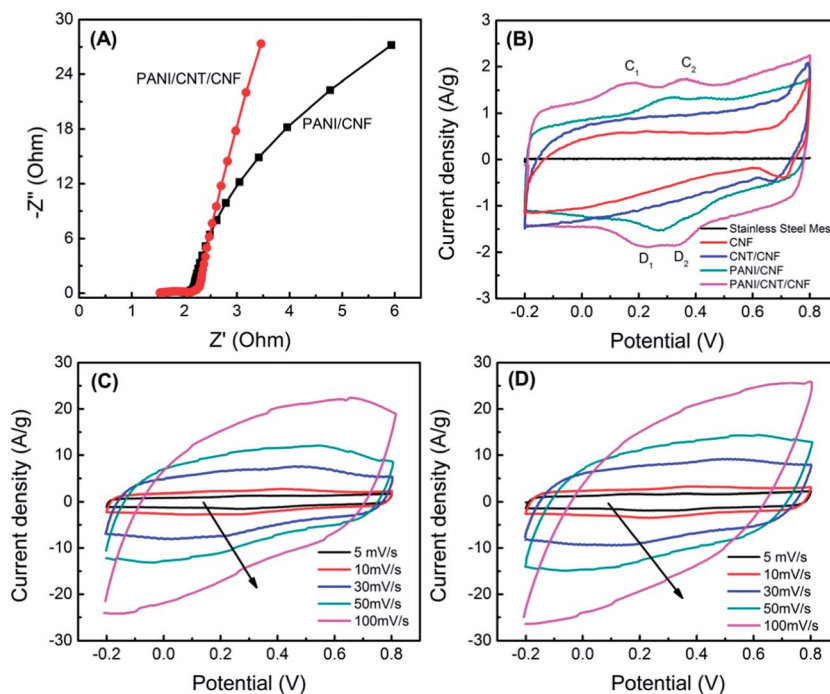 (A)
-Z'' (Ohm)
28
21
14
7
0
PANI/CNT/CNF
PANI/CNF
0 1 2 3 4 5 6
Z' (Ohm)
(B)
Current density (A/g)
3
2
1
0
-1
-2
-3
C1
C2
D1
D2
Stainless Steel Mes
CNF
CNT/CNF
PANI/CNF
PANI/CNT/CNF
-0.2 0.0 0.2 0.4 0.6 0.8
Potential (V)
(C)
Current density (A/g)
30
20
10
0
-10
-20
-30
5 mV/s
10mV/s
30mV/s
50mV/s
100mV/s
-0.2 0.0 0.2 0.4 0.6 0.8
Potential (V)
(D)
Current density (A/g)
30
20
10
0
-10
-20
-30
5 mV/s
10mV/s
30mV/s
50mV/s
100mV/s
-0.2 0.0 0.2 0.4 0.6 0.8
Potential (V)